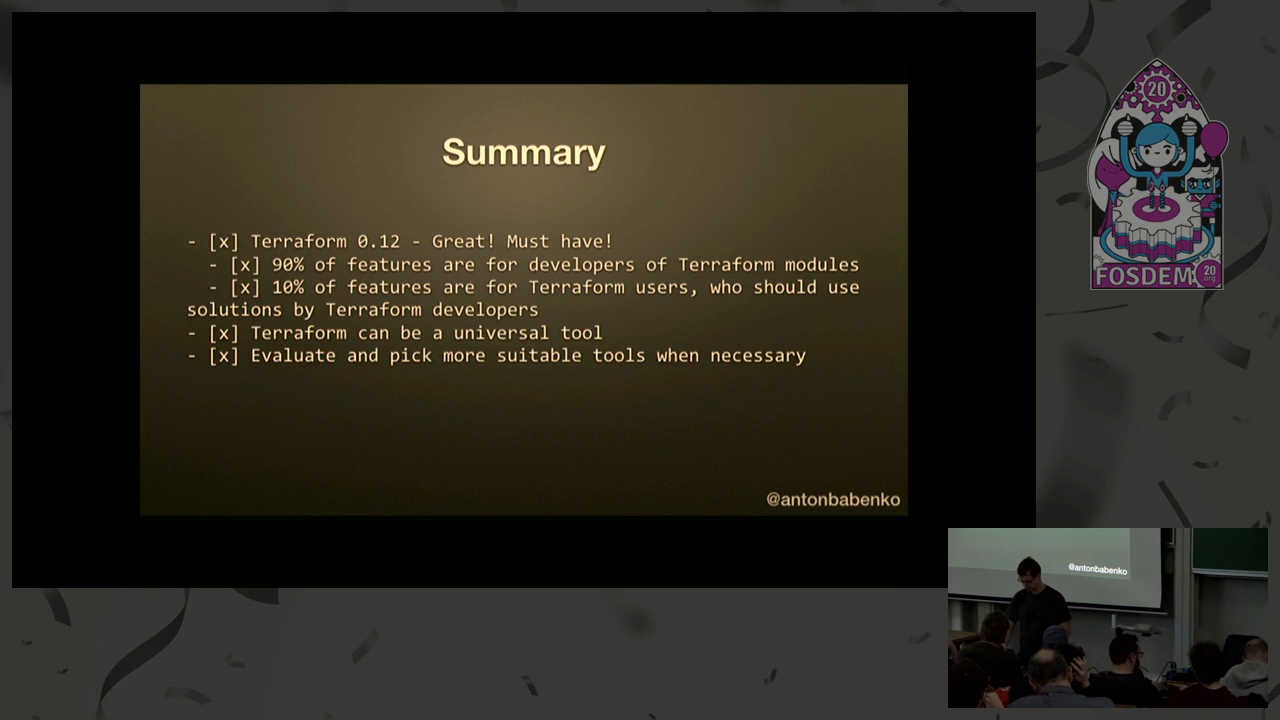 Summary
- [x] Terraform 0.12 - Great! Must have!
- [x] 90% of features are for developers of Terraform modules
- [x] 10% of features are for Terraform users, who should use
solutions by Terraform developers
- [x] Terraform can be a universal tool
- [x] Evaluate and pick more suitable tools when necessary
@antonbabenko
20
FOSDEM 20
.org
@antonbabenko